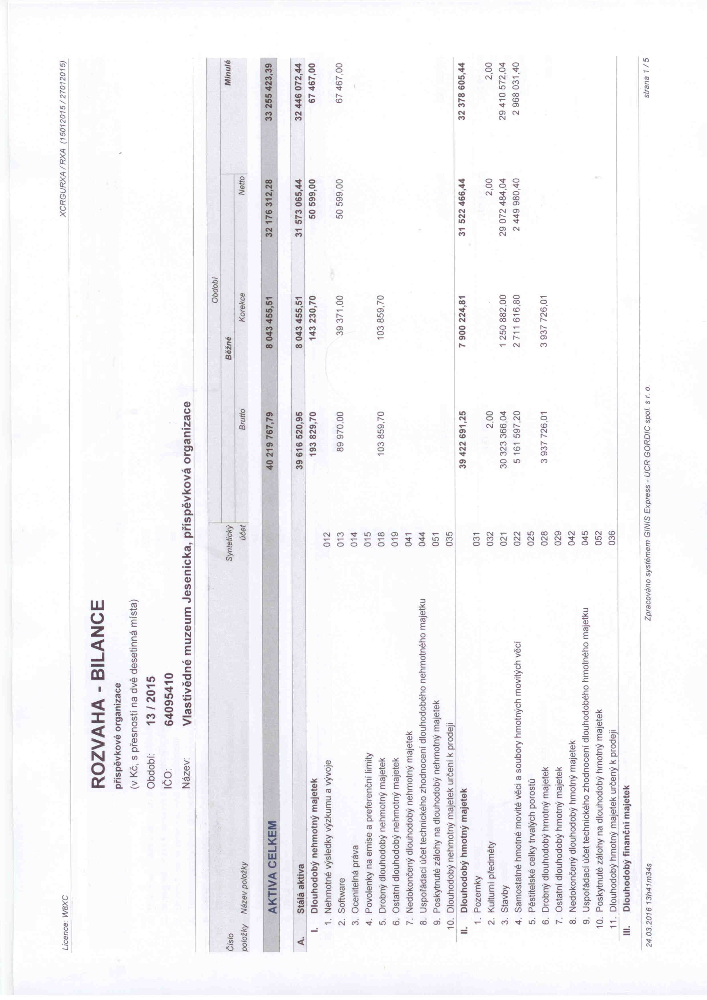 Licence: W8XC XCRGURXA / RXA (15012015 / 27012015)
ROZVAHA - BILANCE
příspěvkové organizace
(v Kč, s přesností na dvě desetinná místa)
Období: 13 / 2015
IČO: 64095410
Název: Vlastivědné muzeum Jesenicka, příspěvková organizace
Období
Číslo Syntetický Běžné Minulé
položky Název položky účet Brutto Korekce Netto
AKTIVA CELKEM 40 219 767,79 8 043 455,51 32 176 312,28 33 255 423,39
A. Stálá aktiva 39 616 520,95 8 043 455,51 31 573 065,44 32 446 072,44
I. Dlouhodobý nehmotný majetek 193 829,70 143 230,70 50 599,00 67 467,00
1. Nehmotné výsledky výzkumu a vývoje 012
2. Software 013 89 970,00 39 371,00 50 599,00 67 467,00
3. Ocenitelná práva 014
4. Povolenky na emise a preferenční limity 015
5. Drobný dlouhodobý nehmotný majetek 018 103 859,70 103 859,70
6. Ostatní dlouhodobý nehmotný majetek 019
7. Nedokončený dlouhodobý nehmotný majetek 041
8. Uspořádací účet technického zhodnocení dlouhodobého nehmotného majetku 044
9. Poskytnuté zálohy na dlouhodobý nehmotný majetek 051
10. Dlouhodobý nehmotný majetek určení k prodeji 035
II. Dlouhodobý hmotný majetek 39 422 691,25 7 900 224,81 31 522 466,44 32 378 605,44
1. Pozemky 031
2. Kulturní předměty 032 2,00 2,00 2,00
3. Stavby 021 30 323 366,04 1 250 882,00 29 072 484,04 29 410 572,04
4. Samostatné hmotné movité věci a soubory hmotných movitých věcí 022 5 161 597,20 2 711 616,80 2 449 980,40 2 968 031,40
5. Pěstitelské celky trvalých porostů 025
6. Drobný dlouhodobý hmotný majetek 028 3 937 726,01 3 937 726,01
7. Ostatní dlouhodobý hmotný majetek 029
8. Nedokončený dlouhodobý hmotný majetek 042
9. Uspořádací účet technického zhodnocení dlouhodobého hmotného majetku 045
10. Poskytnuté zálohy na dlouhodobý hmotný majetek 052
11. Dlouhodobý hmotný majetek určený k prodeji 036
III. Dlouhodobý finanční majetek
24.03.2016 13h41m34s Zpracováno systémem GINIS Express - UCR GORDIC spol. s r. o. strana 1 / 5